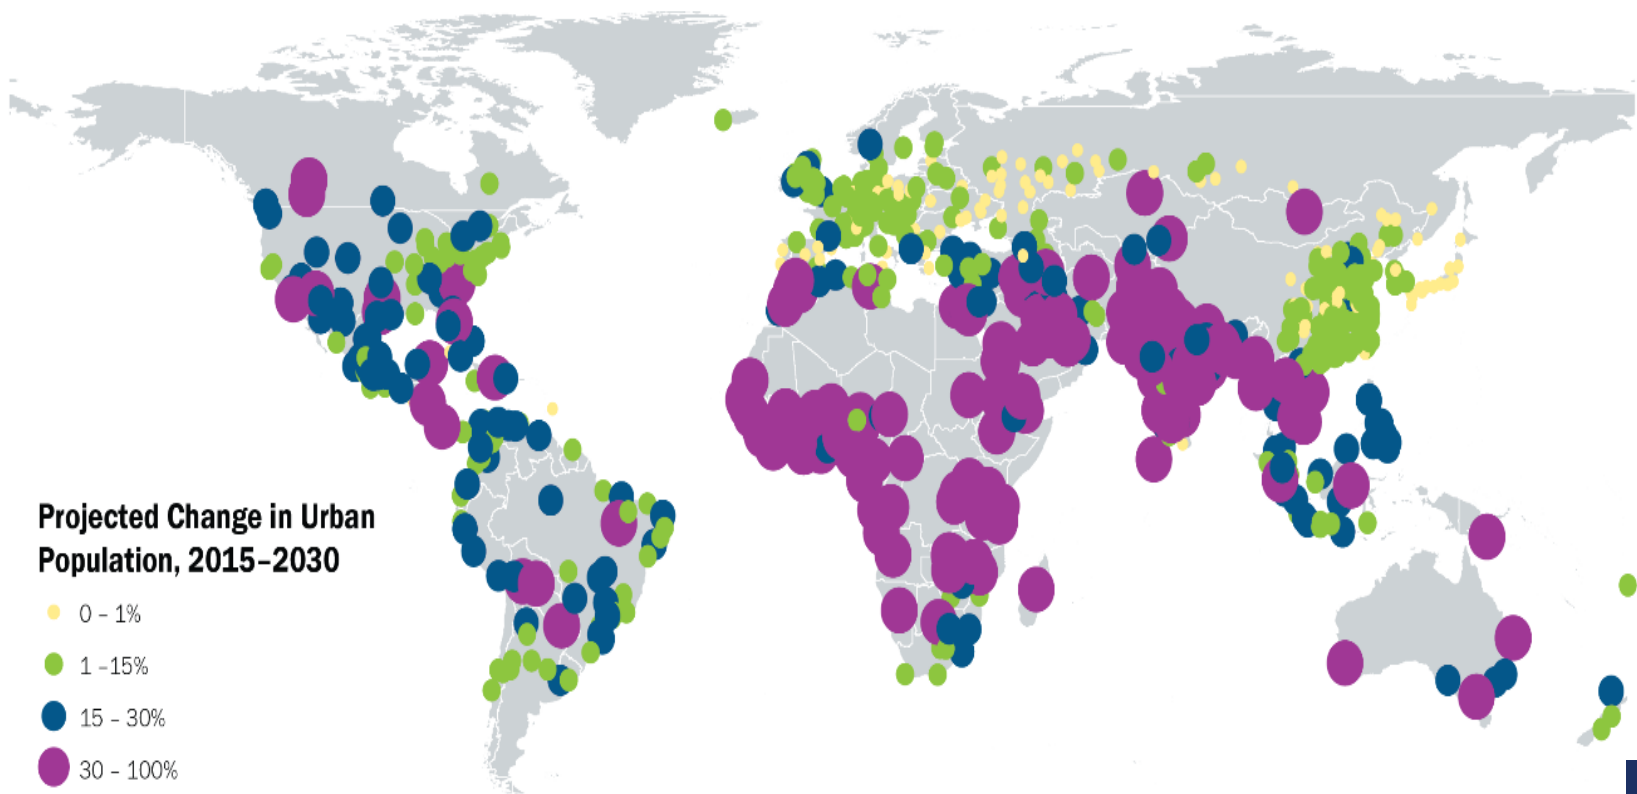 Projected Change in Urban
Population, 2015–2030
0 – 1%
1 –15%
15 – 30%
30 – 100%